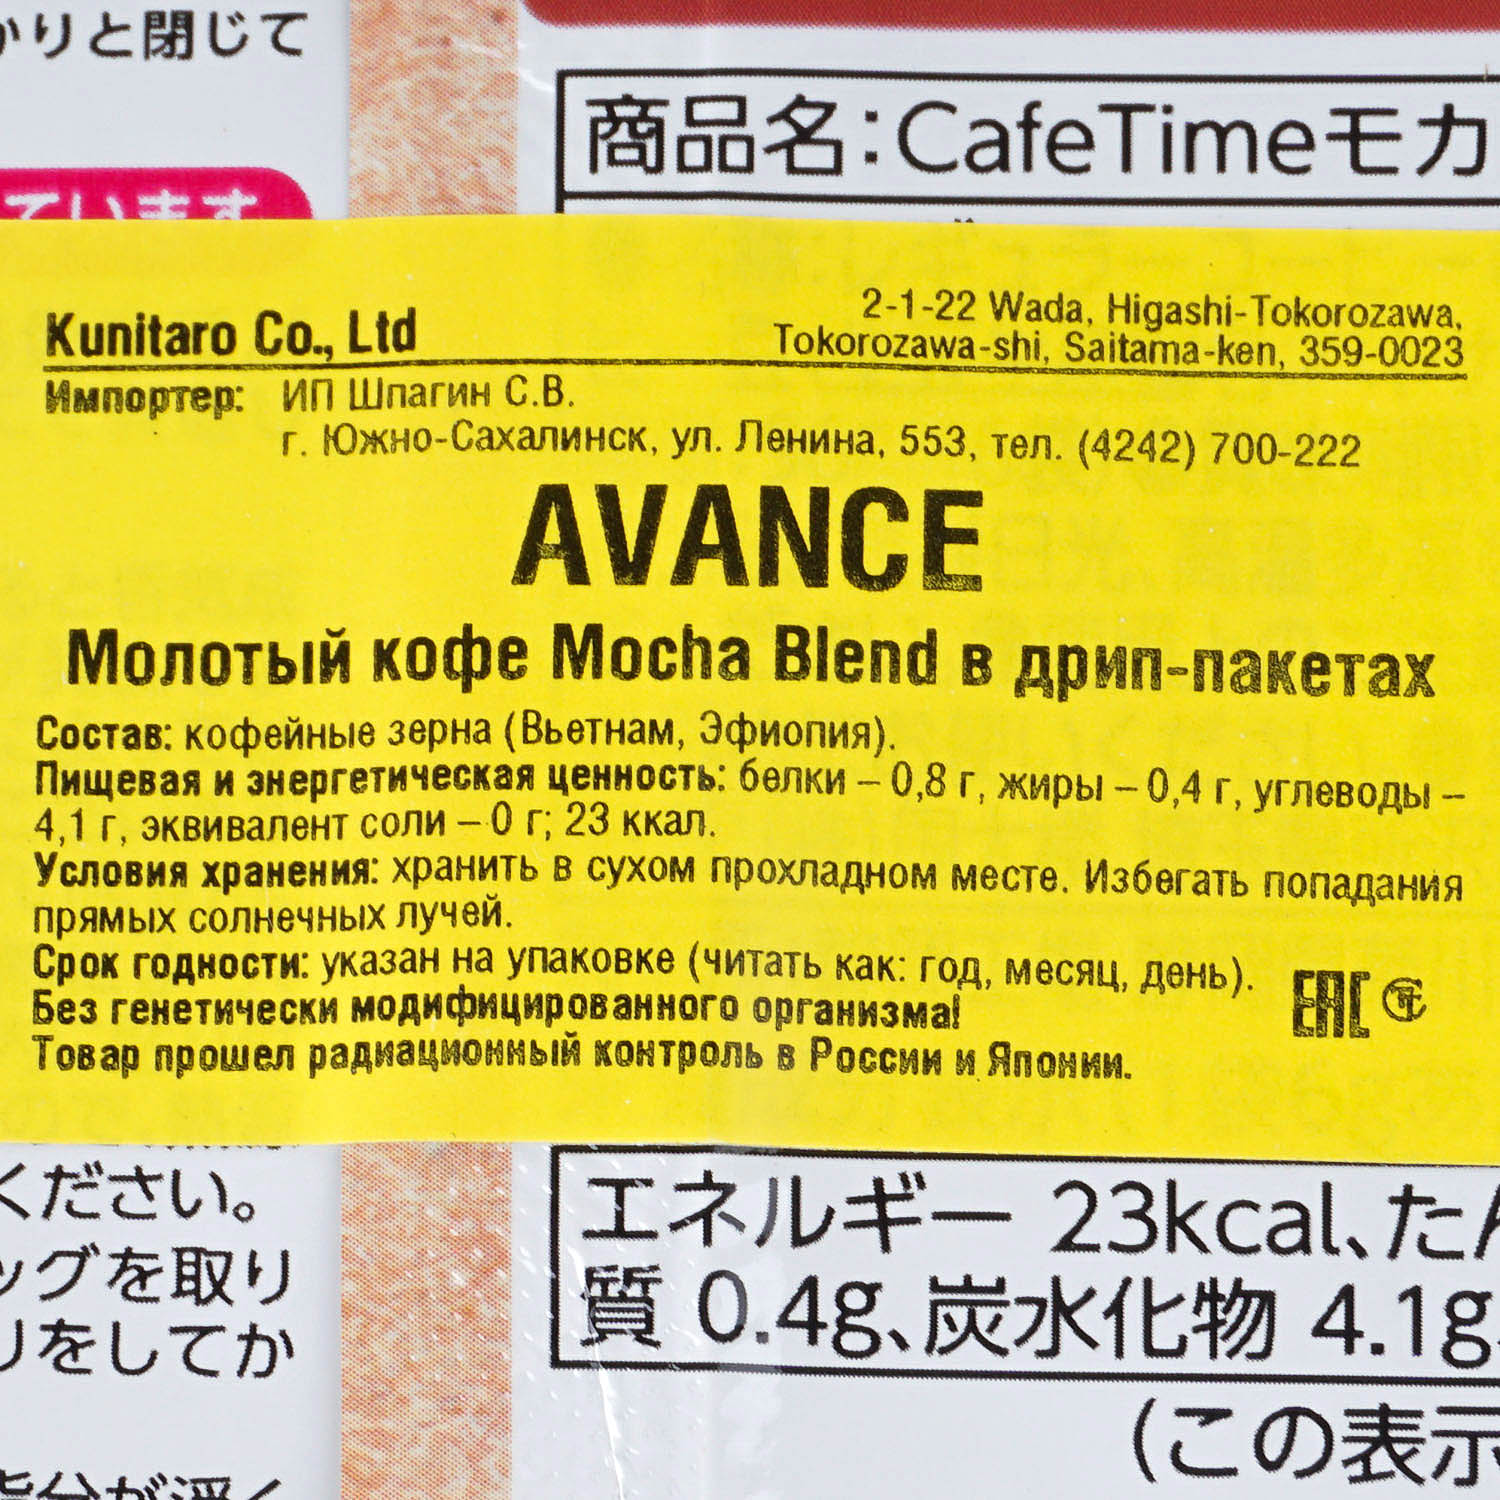 かりと閉じて
ています
商品名:CafeTimeモカ
Kunitaro Co., Ltd
2-1-22 Wada, Higashi-Tokorozawa,
Tokorozawa-shi, Saitama-ken, 359-0023
Импортер: ИП Шпагин С.В.
г. Южно-Сахалинск, ул. Ленина, 553, тел. (4242) 700-222
AVANCE
Молотый кофе Mocha Blend в дрип-пакетах
Состав: кофейные зерна (Вьетнам, Эфиопия).
Пищевая и энергетическая ценность: белки – 0,8 г, жиры – 0,4 г, углеводы –
4,1 г, эквивалент соли – 0 г; 23 ккал.
Условия хранения: хранить в сухом прохладном месте. Избегать попадания
прямых солнечных лучей.
Срок годности: указан на упаковке (читать как: год, месяц, день).
Без генетически модифицированного организма!
Товар прошел радиационный контроль в России и Японии.
EAC
ください。
ッグを取り
りをしてか
エネルギー 23kcal、たん
質 0.4g、炭水化物 4.1g
(この表示